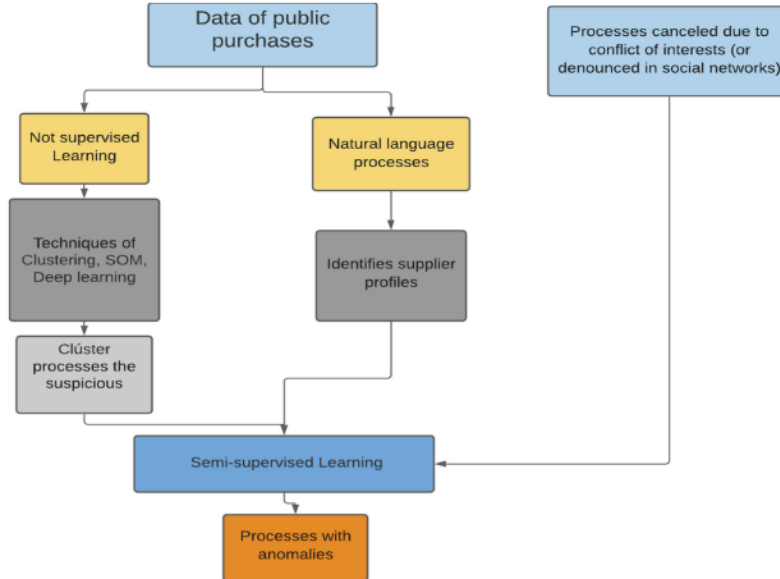 Data of public
purchases
Processes canceled due to
conflict of interests (or
denounced in social networks)
Not supervised
Learning
Natural language
processes
Techniques of
Clustering, SOM,
Deep learning
Identifies supplier
profiles
Clúster
processes the
suspicious
Semi-supervised Learning
Processes with
anomalies